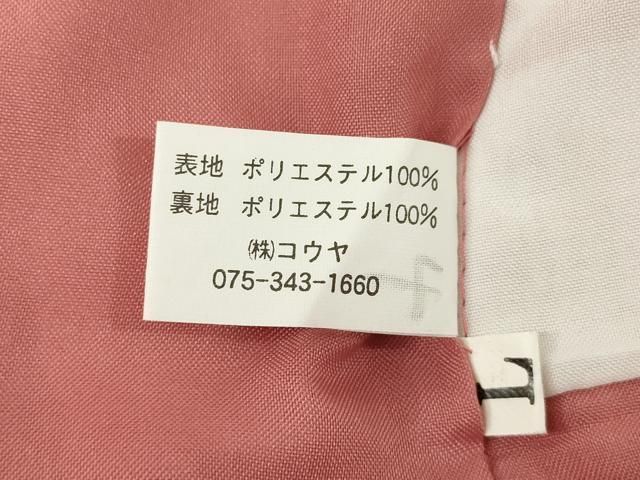 表地 ポリエステル100%
裏地 ポリエステル100%
㈱コウヤ
075-343-1660
L